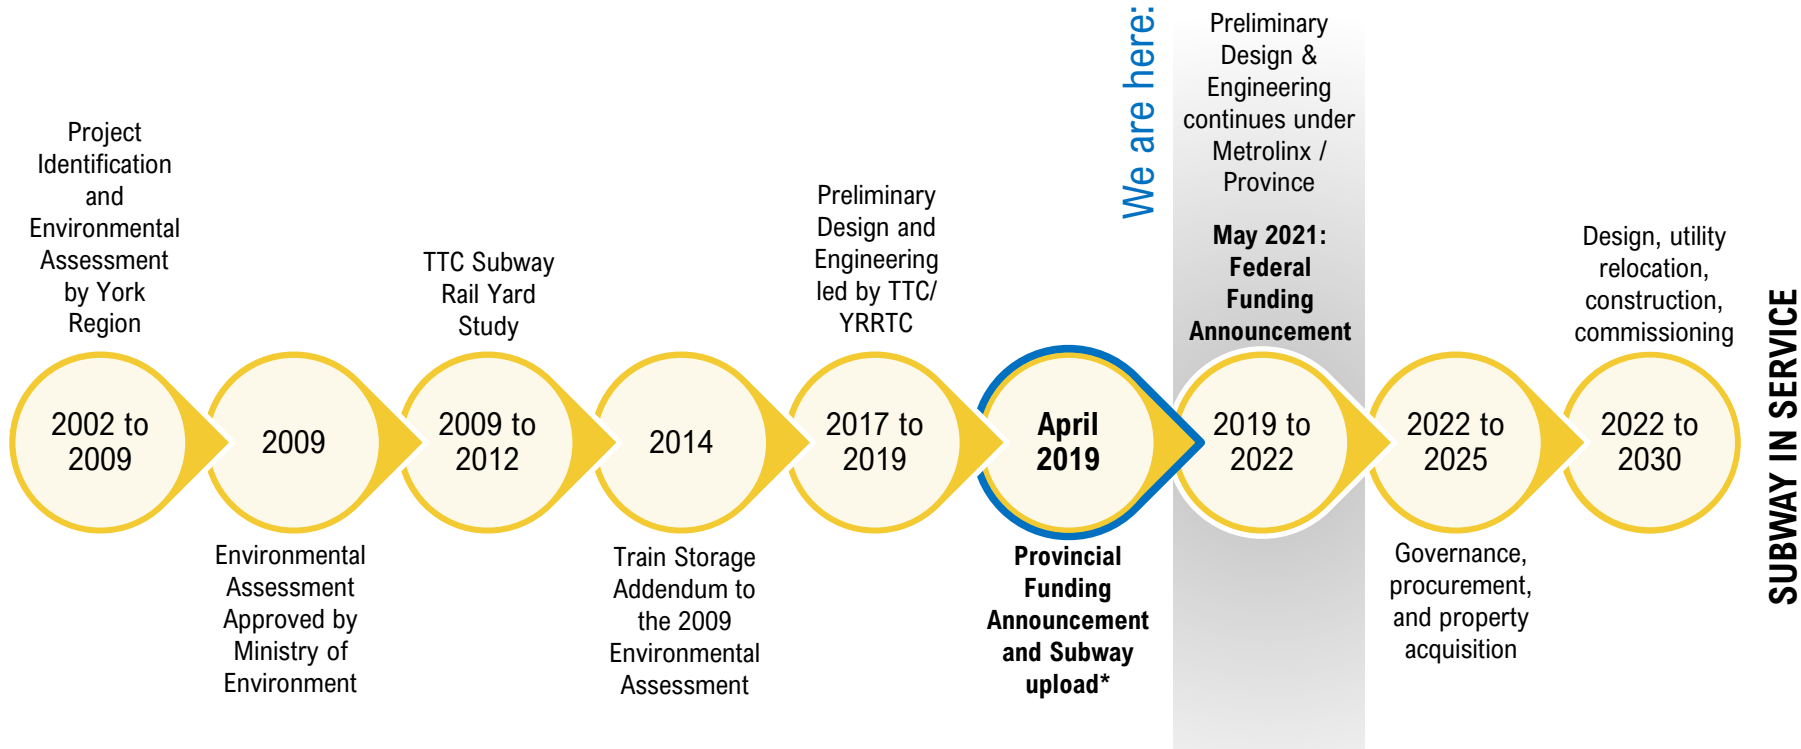 Project
Identification
and
Environmental
Assessment
by York
Region
2002 to
2009
2009
Environmental
Assessment
Approved by
Ministry of
Environment
TTC Subway
Rail Yard
Study
2009 to
2012
2014
Train Storage
Addendum to
the 2009
Environmental
Assessment
Preliminary
Design and
Engineering
led by TTC/
YRRTC
2017 to
2019
April
2019
Provincial
Funding
Announcement
and Subway
upload*
We are here:
Preliminary
Design &
Engineering
continues under
Metrolinx /
Province
May 2021:
Federal
Funding
Announcement
2019 to
2022
2022 to
2025
Governance,
procurement,
and property
acquisition
Design, utility
relocation,
construction,
commissioning
2022 to
2030
SUBWAY IN SERVICE